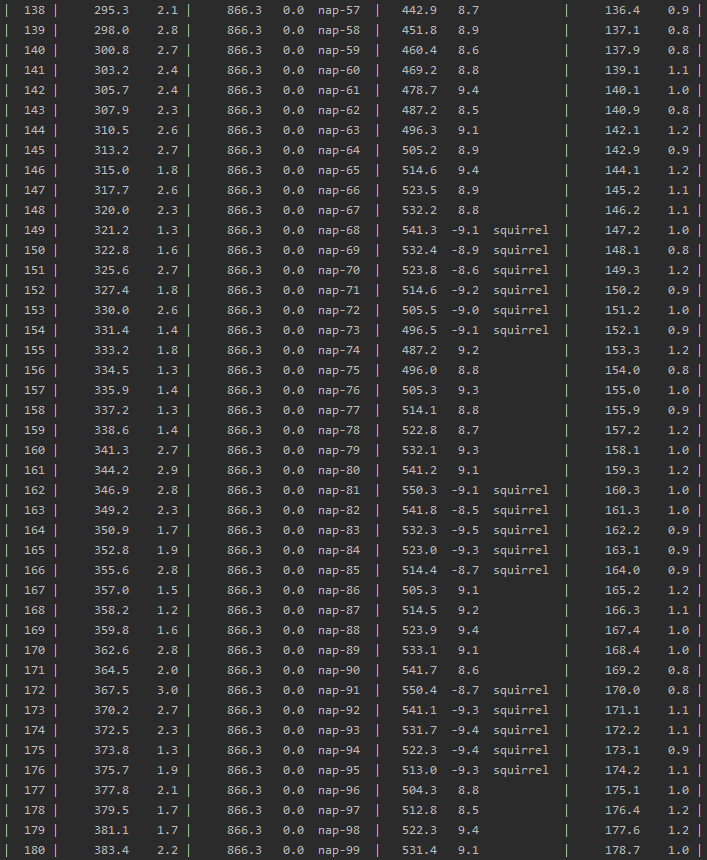 | 138 | 295.3 2.1 | 866.3 0.0 nap-57 | 442.9 8.7 | 136.4 0.9 |
| 139 | 298.0 2.8 | 866.3 0.0 nap-58 | 451.8 8.9 | 137.1 0.8 |
| 140 | 300.8 2.7 | 866.3 0.0 nap-59 | 460.4 8.6 | 137.9 0.8 |
| 141 | 303.2 2.4 | 866.3 0.0 nap-60 | 469.2 8.8 | 139.1 1.1 |
| 142 | 305.7 2.4 | 866.3 0.0 nap-61 | 478.7 9.4 | 140.1 1.0 |
| 143 | 307.9 2.3 | 866.3 0.0 nap-62 | 487.2 8.5 | 140.9 0.8 |
| 144 | 310.5 2.6 | 866.3 0.0 nap-63 | 496.3 9.1 | 142.1 1.2 |
| 145 | 313.2 2.7 | 866.3 0.0 nap-64 | 505.2 8.9 | 142.9 0.9 |
| 146 | 315.0 1.8 | 866.3 0.0 nap-65 | 514.6 9.4 | 144.1 1.2 |
| 147 | 317.7 2.6 | 866.3 0.0 nap-66 | 523.5 8.9 | 145.2 1.1 |
| 148 | 320.0 2.3 | 866.3 0.0 nap-67 | 532.2 8.8 | 146.2 1.1 |
| 149 | 321.2 1.3 | 866.3 0.0 nap-68 | 541.3 -9.1 squirrel | 147.2 1.0 |
| 150 | 322.8 1.6 | 866.3 0.0 nap-69 | 532.4 -8.9 squirrel | 148.1 0.8 |
| 151 | 325.6 2.7 | 866.3 0.0 nap-70 | 523.8 -8.6 squirrel | 149.3 1.2 |
| 152 | 327.4 1.8 | 866.3 0.0 nap-71 | 514.6 -9.2 squirrel | 150.2 0.9 |
| 153 | 330.0 2.6 | 866.3 0.0 nap-72 | 505.5 -9.0 squirrel | 151.2 1.0 |
| 154 | 331.4 1.4 | 866.3 0.0 nap-73 | 496.5 -9.1 squirrel | 152.1 0.9 |
| 155 | 333.2 1.8 | 866.3 0.0 nap-74 | 487.2 9.2 | 153.3 1.2 |
| 156 | 334.5 1.3 | 866.3 0.0 nap-75 | 496.0 8.8 | 154.0 0.8 |
| 157 | 335.9 1.4 | 866.3 0.0 nap-76 | 505.3 9.3 | 155.0 1.0 |
| 158 | 337.2 1.3 | 866.3 0.0 nap-77 | 514.1 8.8 | 155.9 0.9 |
| 159 | 338.6 1.4 | 866.3 0.0 nap-78 | 522.8 8.7 | 157.2 1.2 |
| 160 | 341.3 2.7 | 866.3 0.0 nap-79 | 532.1 9.3 | 158.1 1.0 |
| 161 | 344.2 2.9 | 866.3 0.0 nap-80 | 541.2 9.1 | 159.3 1.2 |
| 162 | 346.9 2.8 | 866.3 0.0 nap-81 | 550.3 -9.1 squirrel | 160.3 1.0 |
| 163 | 349.2 2.3 | 866.3 0.0 nap-82 | 541.8 -8.5 squirrel | 161.3 1.0 |
| 164 | 350.9 1.7 | 866.3 0.0 nap-83 | 532.3 -9.5 squirrel | 162.2 0.9 |
| 165 | 352.8 1.9 | 866.3 0.0 nap-84 | 523.0 -9.3 squirrel | 163.1 0.9 |
| 166 | 355.6 2.8 | 866.3 0.0 nap-85 | 514.4 -8.7 squirrel | 164.0 0.9 |
| 167 | 357.0 1.5 | 866.3 0.0 nap-86 | 505.3 9.1 | 165.2 1.2 |
| 168 | 358.2 1.2 | 866.3 0.0 nap-87 | 514.5 9.2 | 166.3 1.1 |
| 169 | 359.8 1.6 | 866.3 0.0 nap-88 | 523.9 9.4 | 167.4 1.0 |
| 170 | 362.6 2.8 | 866.3 0.0 nap-89 | 533.1 9.1 | 168.4 1.0 |
| 171 | 364.5 2.0 | 866.3 0.0 nap-90 | 541.7 8.6 | 169.2 0.8 |
| 172 | 367.5 3.0 | 866.3 0.0 nap-91 | 550.4 -8.7 squirrel | 170.0 0.8 |
| 173 | 370.2 2.7 | 866.3 0.0 nap-92 | 541.1 -9.3 squirrel | 171.1 1.1 |
| 174 | 372.5 2.3 | 866.3 0.0 nap-93 | 531.7 -9.4 squirrel | 172.2 1.1 |
| 175 | 373.8 1.3 | 866.3 0.0 nap-94 | 522.3 -9.4 squirrel | 173.1 0.9 |
| 176 | 375.7 1.9 | 866.3 0.0 nap-95 | 513.0 -9.3 squirrel | 174.2 1.1 |
| 177 | 377.8 2.1 | 866.3 0.0 nap-96 | 504.3 8.8 | 175.1 1.0 |
| 178 | 379.5 1.7 | 866.3 0.0 nap-97 | 512.8 8.5 | 176.4 1.2 |
| 179 | 381.1 1.7 | 866.3 0.0 nap-98 | 522.3 9.4 | 177.6 1.2 |
| 180 | 383.4 2.2 | 866.3 0.0 nap-99 | 531.4 9.1 | 178.7 1.0 |